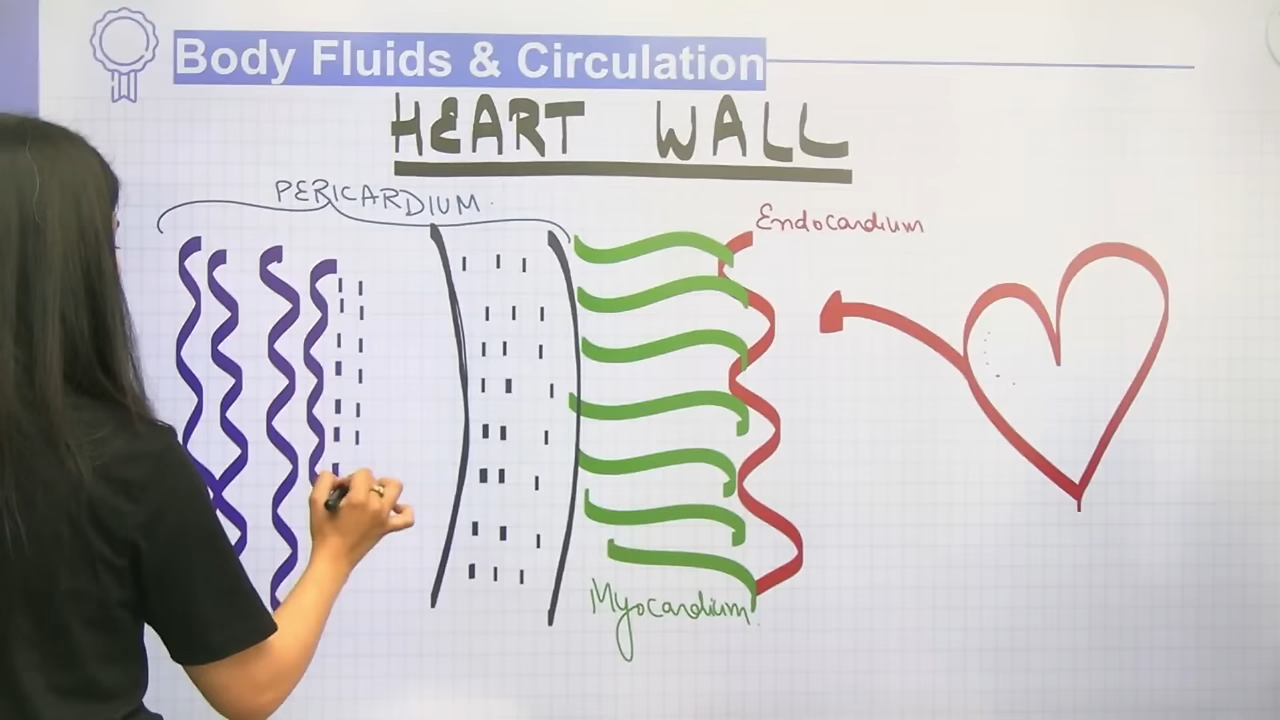 Body Fluids & Circulation
HEART WALL
PERICARDIUM
Endocardium
Myocardium